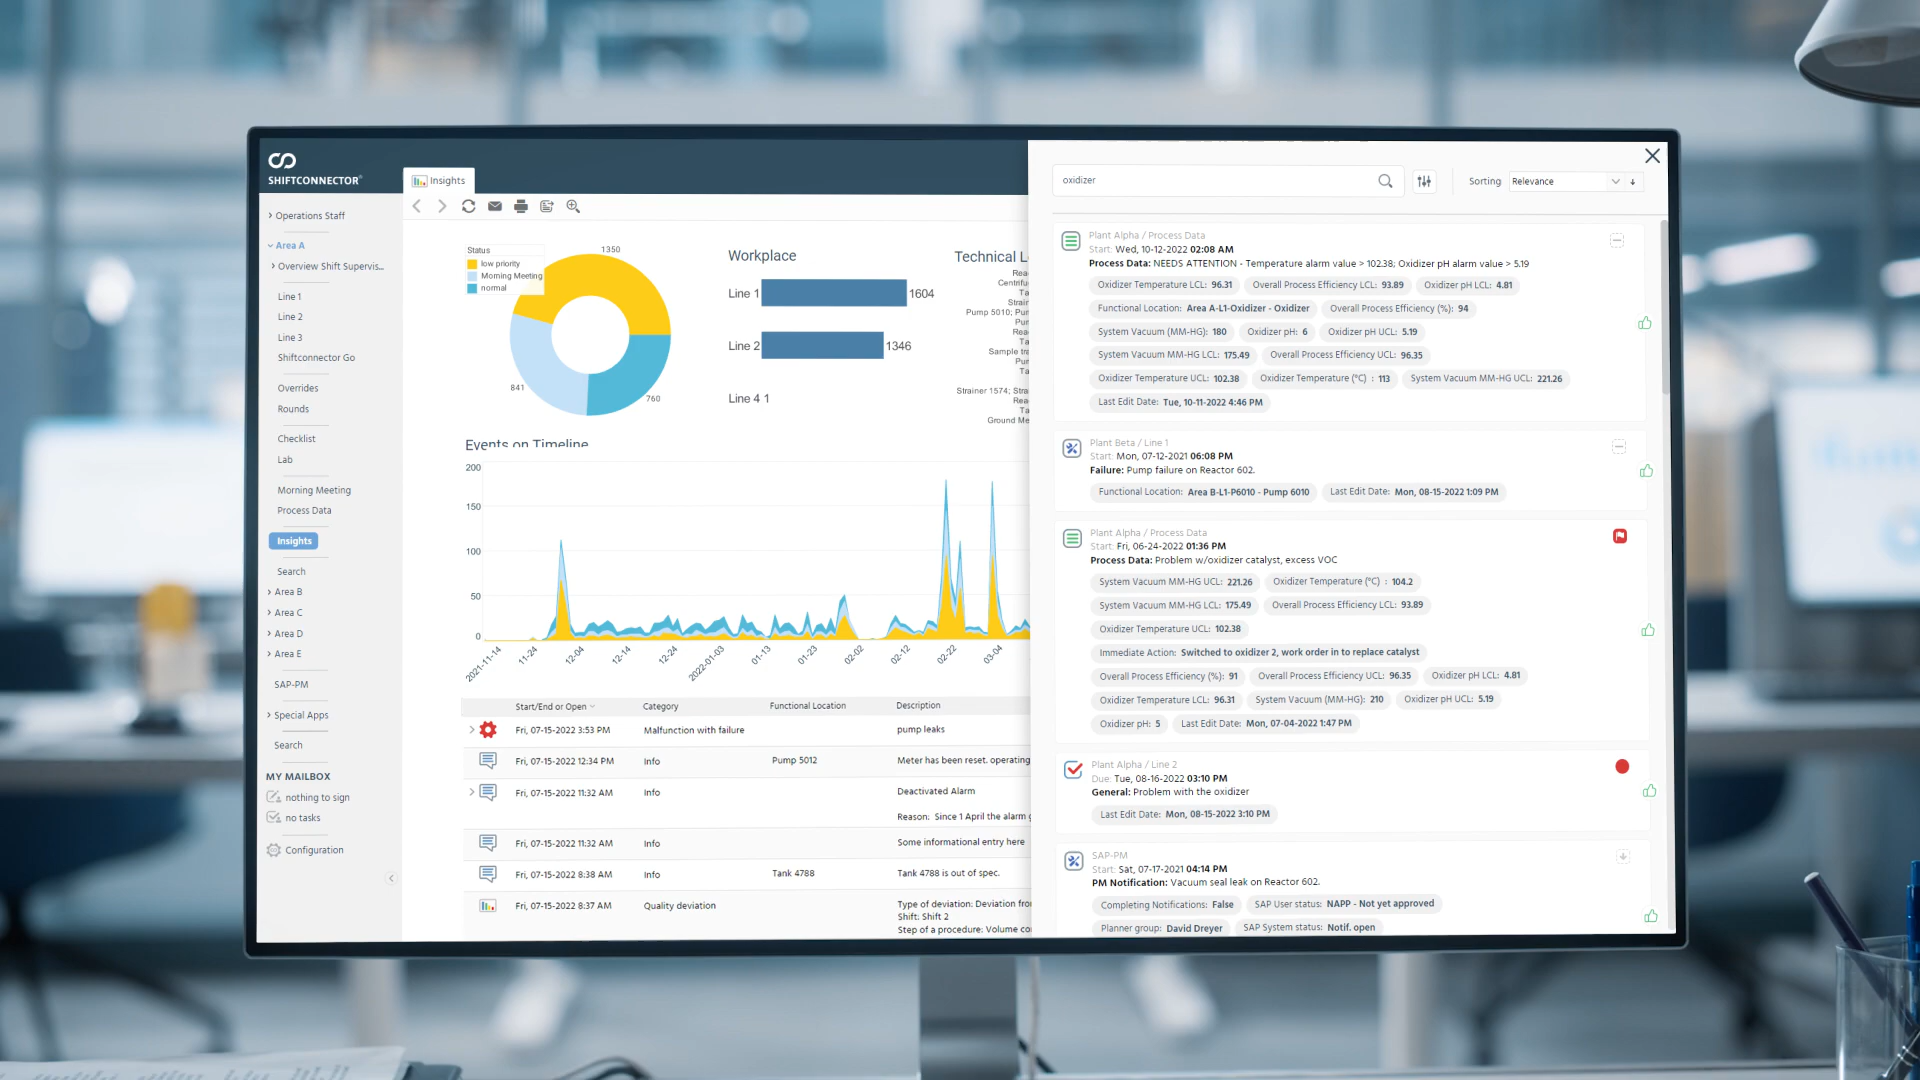 SHIFTCONNECTOR®
Operations Staff
Area A
Overview Shift Supervis...
Line 1
Line 2
Line 3
Shiftconnector Go
Overrides
Rounds
Checklist
Lab
Morning Meeting
Process Data
Insights
Search
Area B
Area C
Area D
Area E
SAP-PM
Special Apps
Search
MY MAILBOX
nothing to sign
no tasks
Configuration
Insights
Status
low priority
Morning Meeting
normal
1350
841
760
Workplace
Line 1 1604
Line 2 1346
Line 4 1
Technical L
Rea
Centrifu
Ta
Strainr
Pump 5010; Pur
Pur
Rea
Ta
Sample tra
Pur
Ta
Strainer 1574; Stra
Rea
Ta
Ground Me
Events on Timeline
200
150
100
50
0
2021-11-14
11-24
12-04
12-14
12-24
2022-01-03
01-13
01-23
02-02
02-12
02-22
03-04
Start/End or Open Category Functional Location Description
Fri, 07-15-2022 3:53 PM Malfunction with failure pump leaks
Fri, 07-15-2022 12:34 PM Info Pump 5012 Meter has been reset. operating
Fri, 07-15-2022 11:32 AM Info Deactivated Alarm
Reason: Since 1 April the alarm
Fri, 07-15-2022 11:32 AM Info Some informational entry here
Fri, 07-15-2022 8:38 AM Info Tank 4788 Tank 4788 is out of spec.
Fri, 07-15-2022 8:37 AM Quality deviation Type of deviation: Deviation fro
Shift: Shift 2
Step of a procedure: Volume co
oxidizer
Sorting Relevance
Plant Alpha / Process Data
Start: Wed, 10-12-2022 02:08 AM
Process Data: NEEDS ATTENTION - Temperature alarm value > 102.38; Oxidizer pH alarm value > 5.19
Oxidizer Temperature LCL: 96.31 Overall Process Efficiency LCL: 93.89 Oxidizer pH LCL: 4.81
Functional Location: Area A-L1-Oxidizer - Oxidizer Overall Process Efficiency (%): 94
System Vacuum (MM-HG): 180 Oxidizer pH: 6 Oxidizer pH UCL: 5.19
System Vacuum MM-HG LCL: 175.49 Overall Process Efficiency UCL: 96.35
Oxidizer Temperature UCL: 102.38 Oxidizer Temperature (°C) : 113 System Vacuum MM-HG UCL: 221.26
Last Edit Date: Tue, 10-11-2022 4:46 PM
Plant Beta / Line 1
Start: Mon, 07-12-2021 06:08 PM
Failure: Pump failure on Reactor 602.
Functional Location: Area B-L1-P6010 - Pump 6010 Last Edit Date: Mon, 08-15-2022 1:09 PM
Plant Alpha / Process Data
Start: Fri, 06-24-2022 01:36 PM
Process Data: Problem w/oxidizer catalyst, excess VOC
System Vacuum MM-HG UCL: 221.26 Oxidizer Temperature (°C) : 104.2
System Vacuum MM-HG LCL: 175.49 Overall Process Efficiency LCL: 93.89
Oxidizer Temperature UCL: 102.38
Immediate Action: Switched to oxidizer 2, work order in to replace catalyst
Overall Process Efficiency (%): 91 Overall Process Efficiency UCL: 96.35 Oxidizer pH LCL: 4.81
Oxidizer Temperature LCL: 96.31 System Vacuum (MM-HG): 210 Oxidizer pH UCL: 5.19
Oxidizer pH: 5 Last Edit Date: Mon, 07-04-2022 1:47 PM
Plant Alpha / Line 2
Due: Tue, 08-16-2022 03:10 PM
General: Problem with the oxidizer
Last Edit Date: Mon, 08-15-2022 3:10 PM
SAP-PM
Start: Sat, 07-17-2021 04:14 PM
PM Notification: Vacuum seal leak on Reactor 602.
Completing Notifications: False SAP User status: NAPP - Not yet approved
Planner group: David Dreyer SAP System status: Notif. open